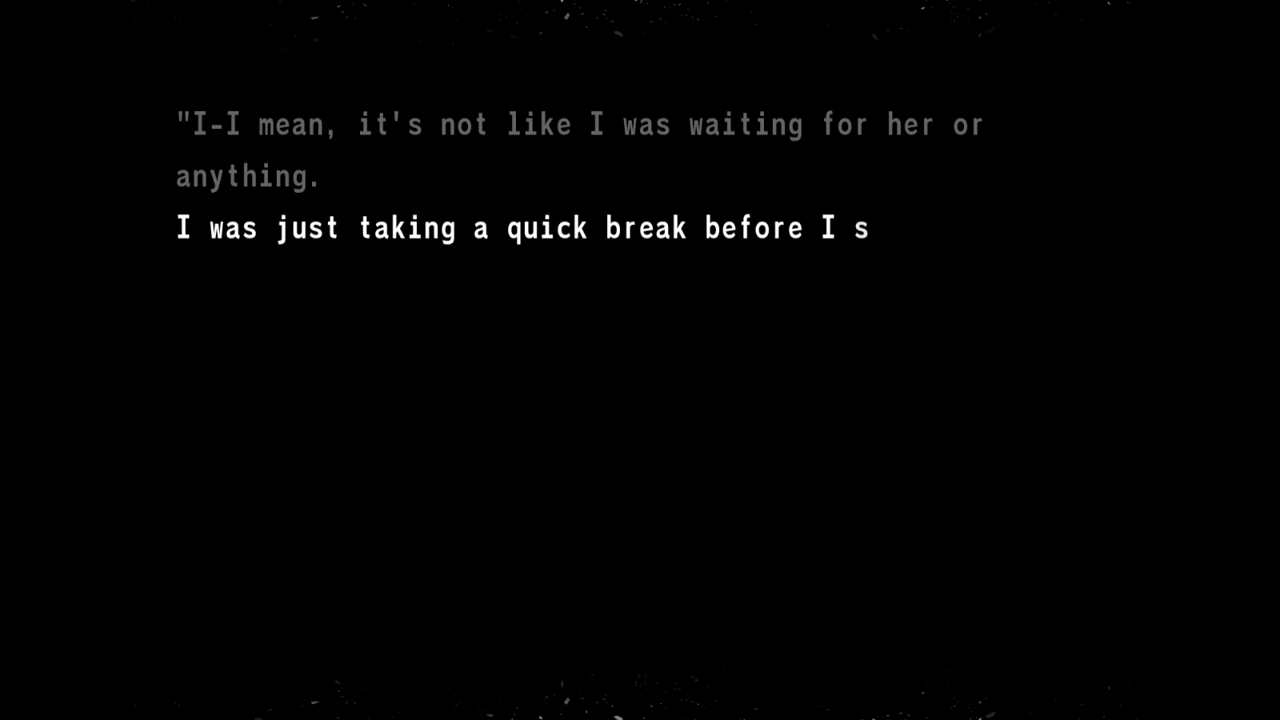 "I-I mean, it's not like I was waiting for her or
anything.
I was just taking a quick break before I s